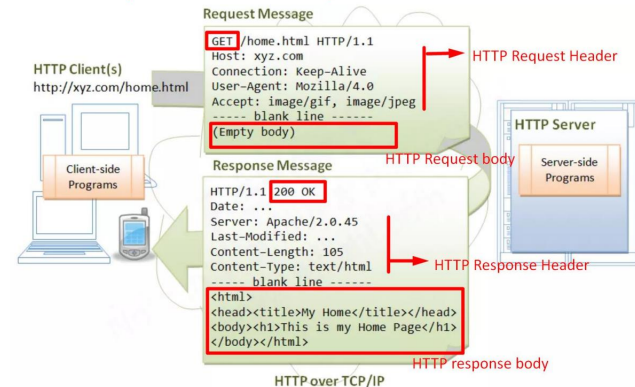 Request Message
GET /home.html HTTP/1.1
Host: xyz.com
Connection: Keep-Alive
User-Agent: Mozilla/4.0
Accept: image/gif, image/jpeg
----- blank line ------
(Empty body)
HTTP Request Header
HTTP Request body
HTTP Client(s)
http://xyz.com/home.html
Client-side
Programs
HTTP Server
Server-side
Programs
Response Message
HTTP/1.1 200 OK
Date: ...
Server: Apache/2.0.45
Last-Modified: ...
Content-Length: 105
Content-Type: text/html
----- blank line ------
<html>
<head><title>My Home</title></head>
<body><h1>This is my Home Page</h1>
</body></html>
HTTP Response Header
HTTP response body
HTTP over TCP/IP